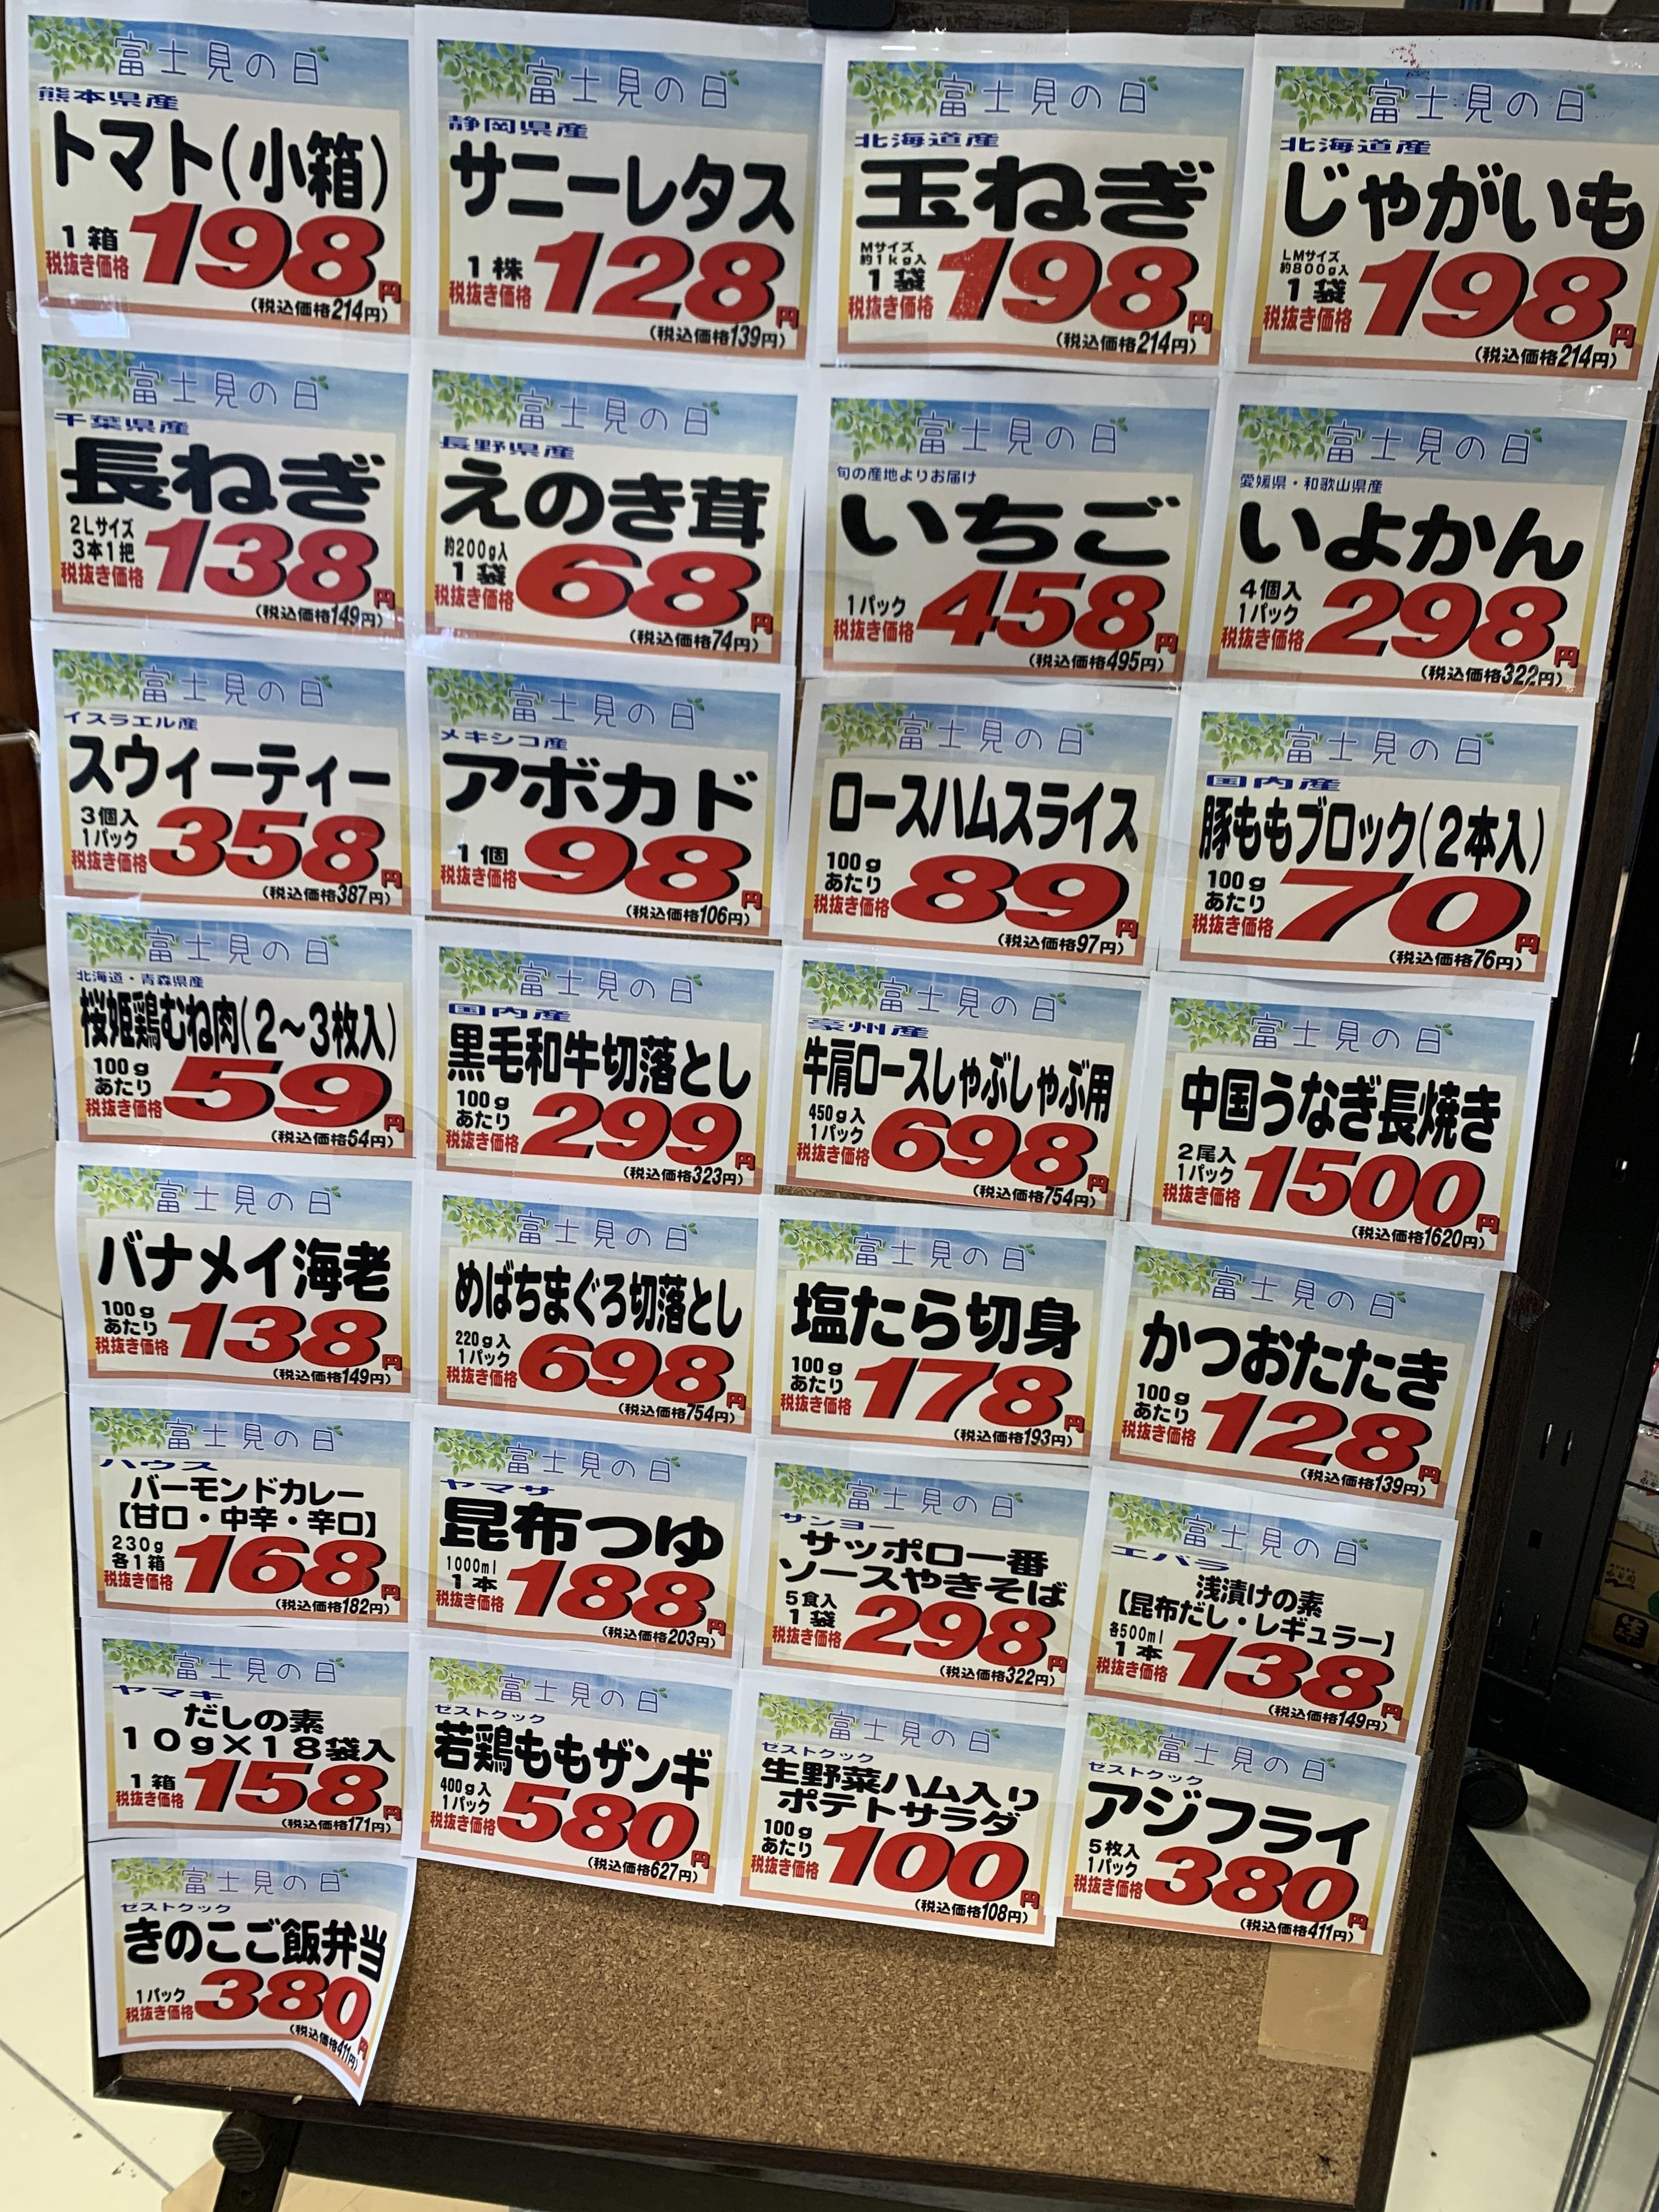 富士見の日
熊本県産
トマト(小箱)
1箱
税抜き価格
198円
(税込価格214円)
富士見の日
静岡県産
サニーレタス
1株
税抜き価格
128円
(税込価格139円)
富士見の日
北海道産
玉ねぎ
Mサイズ
約1kg入
1袋
税抜き価格
198円
(税込価格214円)
富士見の日
北海道産
じゃがいも
LMサイズ
約800g入
1袋
税抜き価格
198円
(税込価格214円)
富士見の日
千葉県産
長ねぎ
2Lサイズ
3本1把
税抜き価格
138円
(税込価格149円)
富士見の日
長野県産
えのき茸
約200g入
1袋
税抜き価格
68円
(税込価格74円)
富士見の日
旬の産地よりお届け
いちご
1パック
税抜き価格
458円
(税込価格495円)
富士見の日
愛媛県・和歌山県産
いよかん
4個入
1パック
税抜き価格
298円
(税込価格322円)
富士見の日
イスラエル産
スウィーティー
3個入
1パック
税抜き価格
358円
(税込価格387円)
富士見の日
メキシコ産
アボカド
1個
税抜き価格
98円
(税込価格106円)
富士見の日
ロースハムスライス
100g
あたり
税抜き価格
89円
(税込価格97円)
富士見の日
国内産
豚ももブロック(2本入)
100g
あたり
税抜き価格
70円
(税込価格76円)
富士見の日
北海道・青森県産
桜姫鶏むね肉(2〜3枚入)
100g
あたり
税抜き価格
59円
(税込価格64円)
富士見の日
国内産
黒毛和牛切落とし
100g
あたり
税抜き価格
299円
(税込価格323円)
富士見の日
豪州産
牛肩ロースしゃぶしゃぶ用
450g入
1パック
税抜き価格
698円
(税込価格754円)
富士見の日
中国うなぎ長焼き
2尾入
1パック
税抜き価格
1500円
(税込価格1620円)
富士見の日
バナメイ海老
100g
あたり
税抜き価格
138円
(税込価格149円)
富士見の日
めばちまぐろ切落とし
220g入
1パック
税抜き価格
698円
(税込価格754円)
富士見の日
塩たら切身
100g
あたり
税抜き価格
178円
(税込価格193円)
富士見の日
かつおたたき
100g
あたり
税抜き価格
128円
(税込価格139円)
富士見の日
ハウス
バーモンドカレー
【甘口・中辛・辛口】
230g
各1箱
税抜き価格
168円
(税込価格182円)
富士見の日
ヤマサ
昆布つゆ
1000ml
1本
税抜き価格
188円
(税込価格203円)
富士見の日
サンヨー
サッポロ一番
ソースやきそば
5食入
1袋
税抜き価格
298円
(税込価格322円)
富士見の日
エバラ
浅漬けの素
【昆布だし・レギュラー】
各500ml
1本
税抜き価格
138円
(税込価格149円)
富士見の日
ヤマキ
だしの素
10g×18袋入
1箱
税抜き価格
158円
(税込価格171円)
富士見の日
ゼストクック
若鶏ももザンギ
400g入
1パック
税抜き価格
580円
(税込価格627円)
富士見の日
ゼストクック
生野菜ハム入り
ポテトサラダ
100g
あたり
税抜き価格
100円
(税込価格108円)
富士見の日
ゼストクック
アジフライ
5枚入
1パック
税抜き価格
380円
(税込価格411円)
富士見の日
ゼストクック
きのこご飯弁当
1パック
税抜き価格
380円
(税込価格411円)